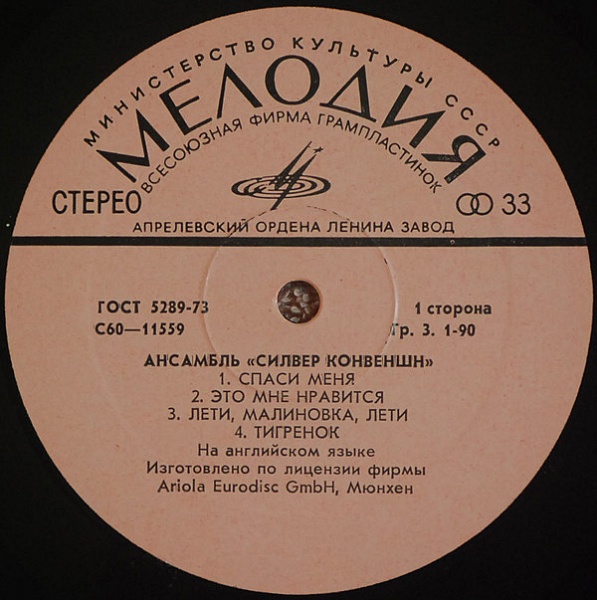 МИНИСТЕРСТВО КУЛЬТУРЫ СССР
МЕЛОДИЯ
ВСЕСОЮЗНАЯ ФИРМА ГРАМПЛАСТИНОК
СТЕРЕО 33
АПРЕЛЕВСКИЙ ОРДЕНА ЛЕНИНА ЗАВОД
ГОСТ 5289-73 1 сторона
С60—11559 Гр. 3. 1-90
АНСАМБЛЬ «СИЛВЕР КОНВЕНШН»
1. СПАСИ МЕНЯ
2. ЭТО МНЕ НРАВИТСЯ
3. ЛЕТИ, МАЛИНОВКА, ЛЕТИ
4. ТИГРЕНОК
На английском языке
Изготовлено по лицензии фирмы
Ariola Eurodisc GmbH, Мюнхен